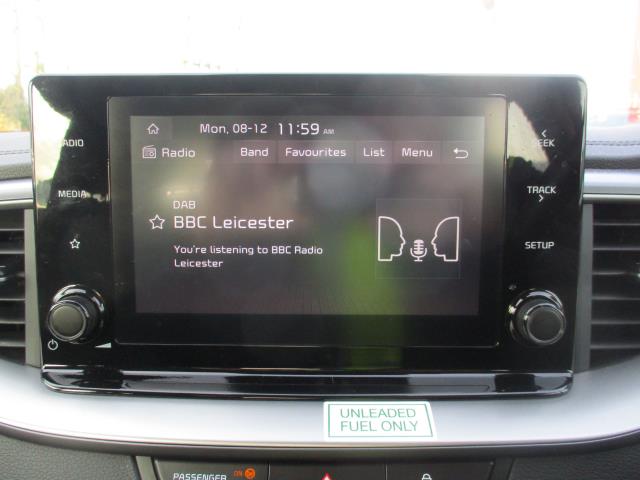 Mon, 08-12 11:59 AM
Radio Band Favourites List Menu
DAB
BBC Leicester
You're listening to BBC Radio
Leicester
RADIO
MEDIA
SEEK
TRACK
SETUP
UNLEADED
FUEL ONLY
PASSENGER ON